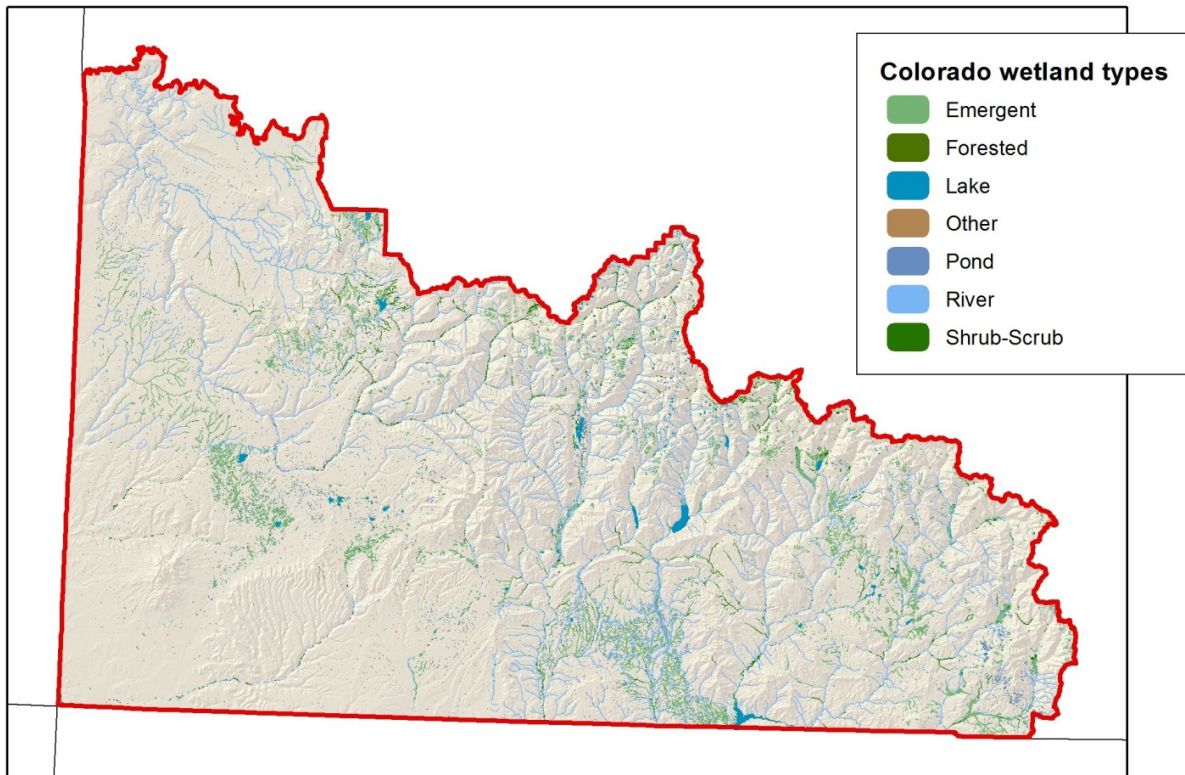 Colorado wetland types
Emergent
Forested
Lake
Other
Pond
River
Shrub-Scrub